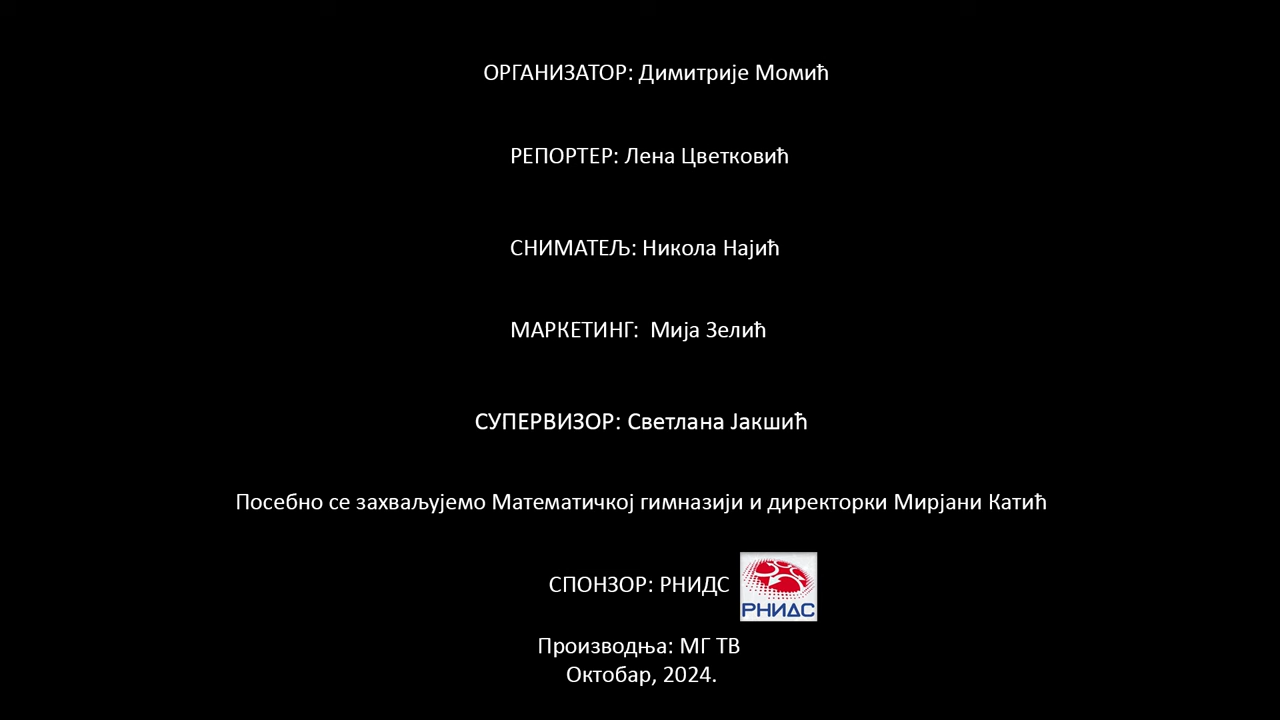 ОРГАНИЗАТОР: Димитрије Момић
РЕПОРТЕР: Лена Цветковић
СНИМАТЕЉ: Никола Најић
МАРКЕТИНГ:  Мија Зелић
СУПЕРВИЗОР: Светлана Јакшић
Посебно се захваљујемо Математичкој гимназији и директорки Мирјани Катић
СПОНЗОР: РНИДС
РНИДС
Производња: МГ ТВ
Октобар, 2024.